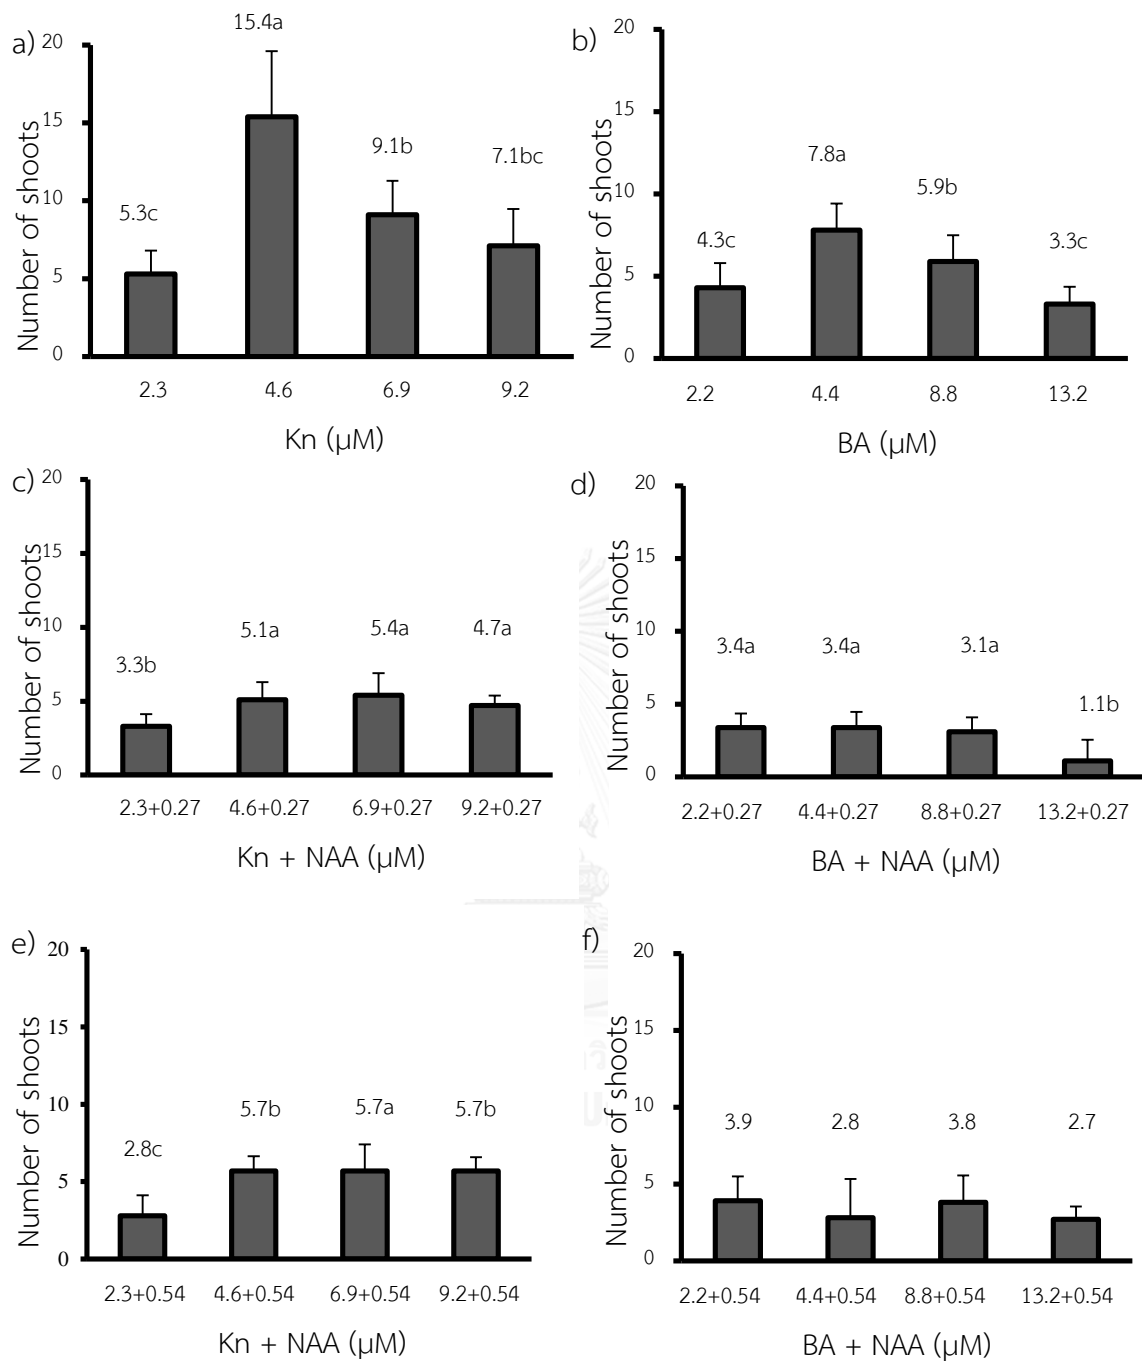 a)
15.4a
9.1b
7.1bc
5.3c
20
15
10
5
0
Number of shoots
2.3 4.6 6.9 9.2
Kn (µM)
b)
7.8a
5.9b
4.3c
3.3c
20
15
10
5
0
Number of shoots
2.2 4.4 8.8 13.2
BA (µM)
c)
5.1a 5.4a 4.7a
3.3b
20
15
10
5
0
Number of shoots
2.3+0.27 4.6+0.27 6.9+0.27 9.2+0.27
Kn + NAA (µM)
d)
3.4a 3.4a 3.1a
1.1b
20
15
10
5
0
Number of shoots
2.2+0.27 4.4+0.27 8.8+0.27 13.2+0.27
BA + NAA (µM)
e)
5.7b 5.7a 5.7b
2.8c
20
15
10
5
0
Number of shoots
2.3+0.54 4.6+0.54 6.9+0.54 9.2+0.54
Kn + NAA (µM)
f)
3.9 2.8 3.8 2.7
20
15
10
5
0
Number of shoots
2.2+0.54 4.4+0.54 8.8+0.54 13.2+0.54
BA + NAA (µM)